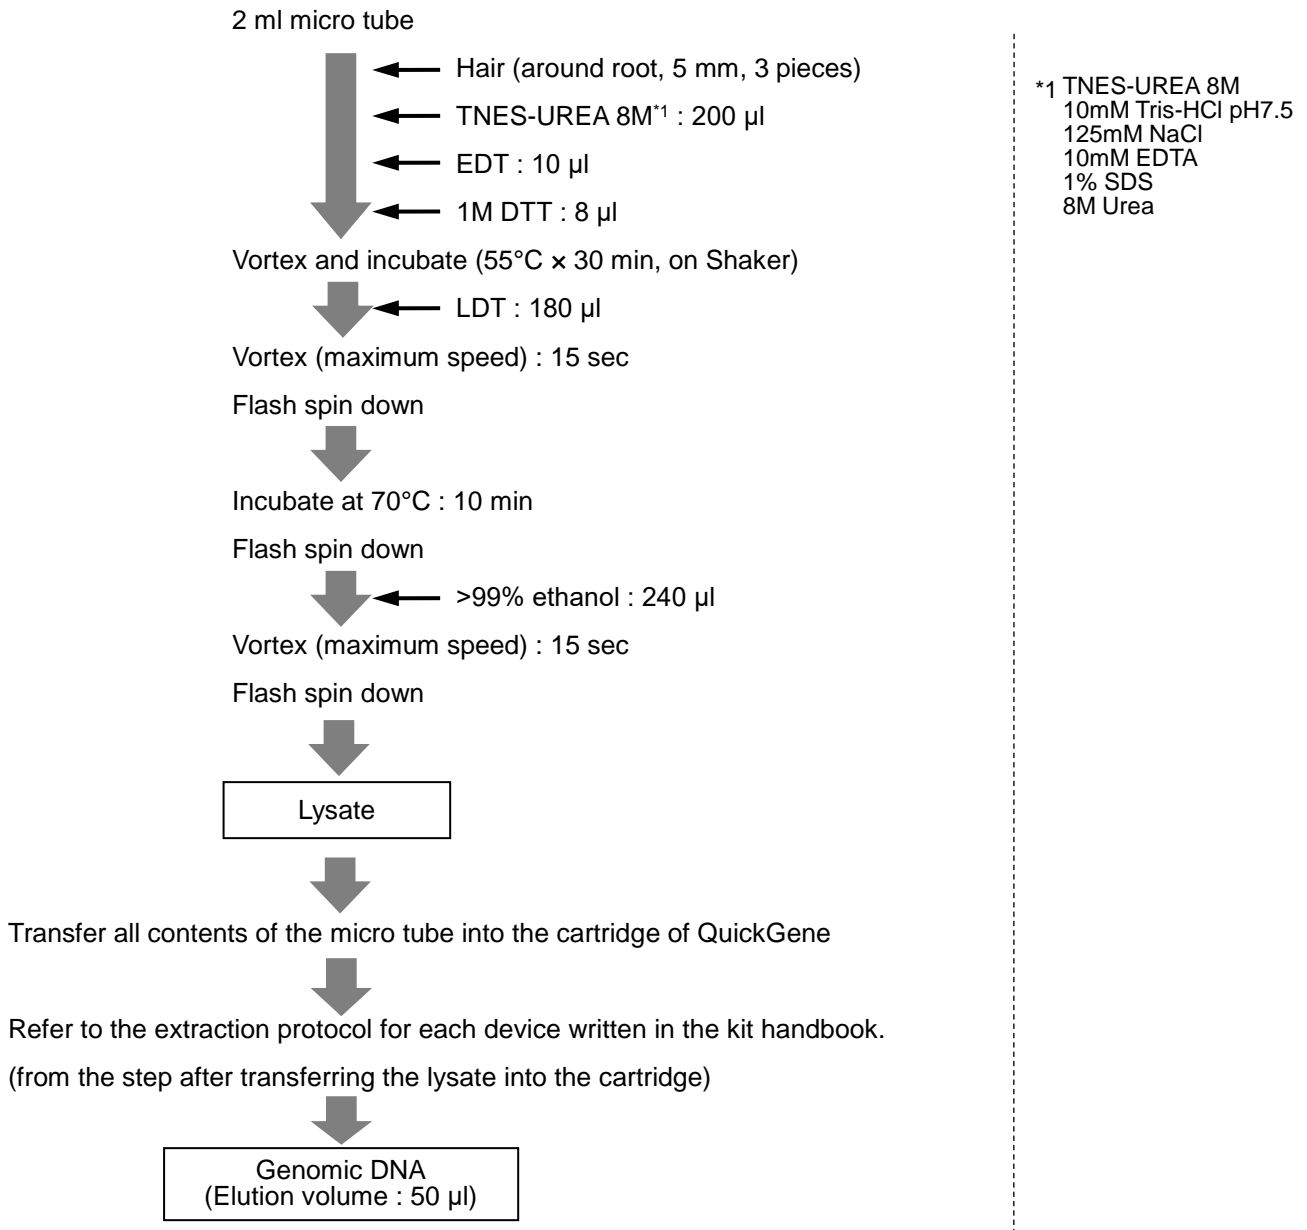 2 ml micro tube
Hair (around root, 5 mm, 3 pieces)
TNES-UREA 8M*1 : 200 µl
EDT : 10 µl
1M DTT : 8 µl
Vortex and incubate (55°C × 30 min, on Shaker)
LDT : 180 µl
Vortex (maximum speed) : 15 sec
Flash spin down
Incubate at 70°C : 10 min
Flash spin down
>99% ethanol : 240 µl
Vortex (maximum speed) : 15 sec
Flash spin down
Lysate
Transfer all contents of the micro tube into the cartridge of QuickGene
Refer to the extraction protocol for each device written in the kit handbook.
(from the step after transferring the lysate into the cartridge)
Genomic DNA
(Elution volume : 50 µl)
*1 TNES-UREA 8M
10mM Tris-HCl pH7.5
125mM NaCl
10mM EDTA
1% SDS
8M Urea